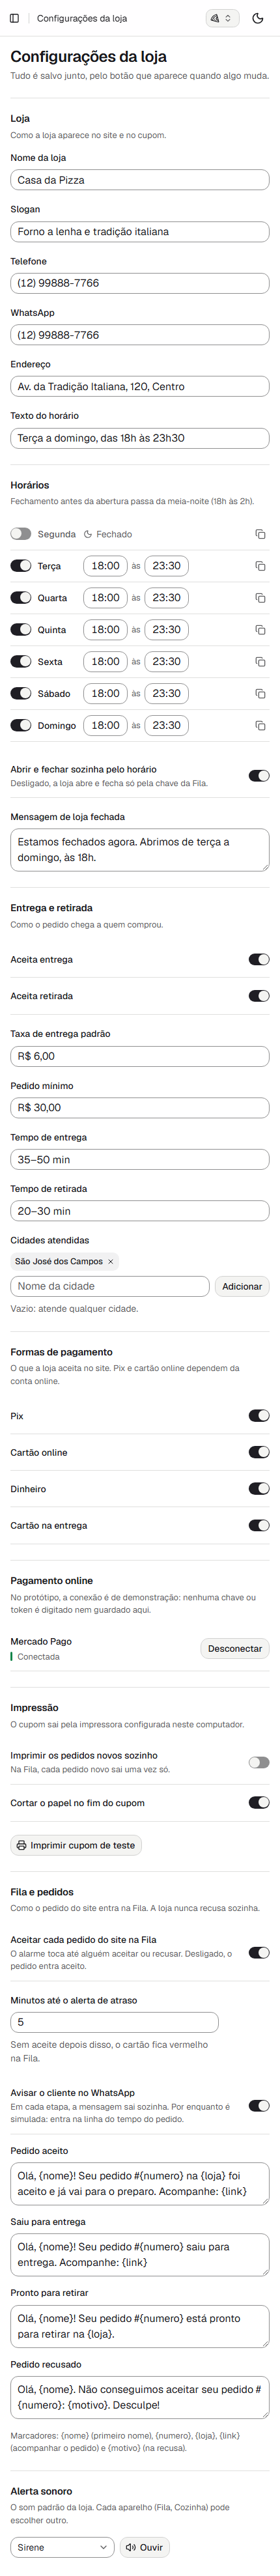 Configurações da loja
Configurações da loja
Tudo é salvo junto, pelo botão que aparece quando algo muda.
Loja
Como a loja aparece no site e no cupom.
Nome da loja
Casa da Pizza
Slogan
Forno a lenha e tradição italiana
Telefone
(12) 99888-7766
WhatsApp
(12) 99888-7766
Endereço
Av. da Tradição Italiana, 120, Centro
Texto do horário
Terça a domingo, das 18h às 23h30
Horários
Fechamento antes da abertura passa da meia-noite (18h às 2h).
Segunda Fechado
Terça 18:00 às 23:30
Quarta 18:00 às 23:30
Quinta 18:00 às 23:30
Sexta 18:00 às 23:30
Sábado 18:00 às 23:30
Domingo 18:00 às 23:30
Abrir e fechar sozinha pelo horário
Desligado, a loja abre e fecha só pela chave da Fila.
Mensagem de loja fechada
Estamos fechados agora. Abrimos de terça a
domingo, às 18h.
Entrega e retirada
Como o pedido chega a quem comprou.
Aceita entrega
Aceita retirada
Taxa de entrega padrão
R$ 6,00
Pedido mínimo
R$ 30,00
Tempo de entrega
35–50 min
Tempo de retirada
20–30 min
Cidades atendidas
São José dos Campos ×
Nome da cidade Adicionar
Vazio: atende qualquer cidade.
Formas de pagamento
O que a loja aceita no site. Pix e cartão online dependem da
conta online.
Pix
Cartão online
Dinheiro
Cartão na entrega
Pagamento online
No protótipo, a conexão é de demonstração: nenhuma chave ou
token é digitado nem guardado aqui.
Mercado Pago Desconectar
Conectada
Impressão
O cupom sai pela impressora configurada neste computador.
Imprimir os pedidos novos sozinho
Na Fila, cada pedido novo sai uma vez só.
Cortar o papel no fim do cupom
Imprimir cupom de teste
Fila e pedidos
Como o pedido do site entra na Fila. A loja nunca recusa sozinha.
Aceitar cada pedido do site na Fila
O alarme toca até alguém aceitar ou recusar. Desligado, o
pedido entra aceito.
Minutos até o alerta de atraso
5
Sem aceite depois disso, o cartão fica vermelho
na Fila.
Avisar o cliente no WhatsApp
Em cada etapa, a mensagem sai sozinha. Por enquanto é
simulada: entra na linha do tempo do pedido.
Pedido aceito
Olá, {nome}! Seu pedido #{numero} na {loja} foi
aceito e já vai para o preparo. Acompanhe: {link}
Saiu para entrega
Olá, {nome}! Seu pedido #{numero} saiu para
entrega. Acompanhe: {link}
Pronto para retirar
Olá, {nome}! Seu pedido #{numero} está pronto
para retirar na {loja}.
Pedido recusado
Olá, {nome}. Não conseguimos aceitar seu pedido #
{numero}: {motivo}. Desculpe!
Marcadores: {nome} (primeiro nome), {numero}, {loja}, {link}
(acompanhar o pedido) e {motivo} (na recusa).
Alerta sonoro
O som padrão da loja. Cada aparelho (Fila, Cozinha) pode
escolher outro.
Sirene Ouvir